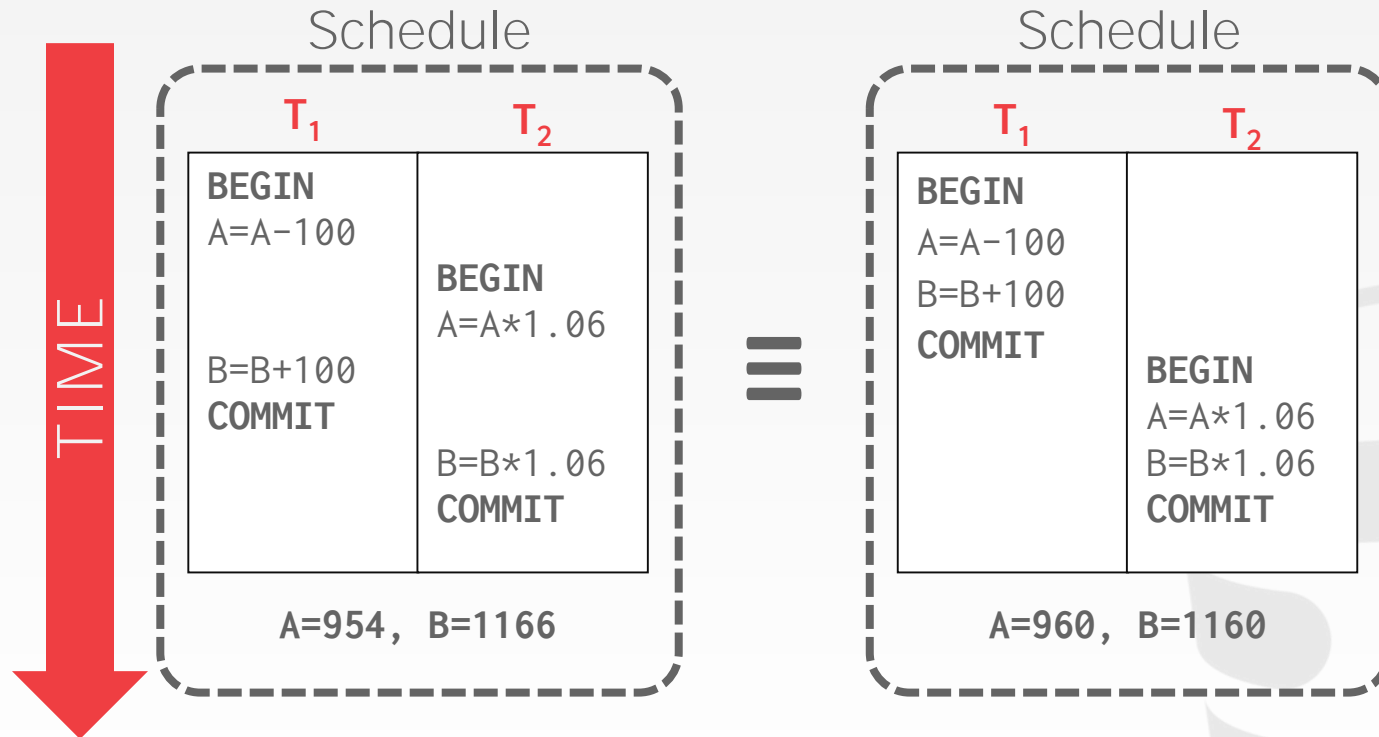 TIME
Schedule
T₁ T₂
BEGIN
A=A-100
BEGIN
A=A*1.06
B=B+100
COMMIT
B=B*1.06
COMMIT
A=954, B=1166
≡
Schedule
T₁ T₂
BEGIN
A=A-100
B=B+100
COMMIT
BEGIN
A=A*1.06
B=B*1.06
COMMIT
A=960, B=1160